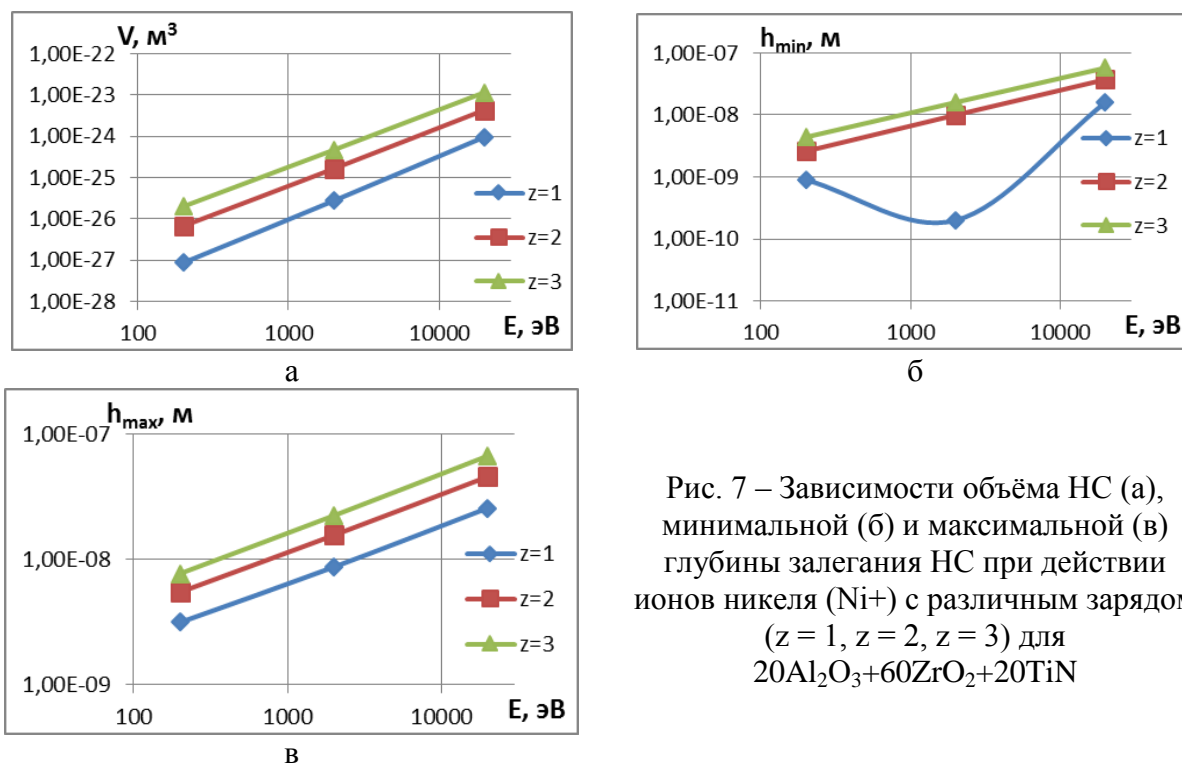 V, м³
1,00E-22
1,00E-23
1,00E-24
1,00E-25
1,00E-26
1,00E-27
1,00E-28
100 1000 10000 E, эВ
z=1
z=2
z=3
а
h_min, м
1,00E-07
1,00E-08
1,00E-09
1,00E-10
1,00E-11
100 1000 10000 E, эВ
z=1
z=2
z=3
б
h_max, м
1,00E-07
1,00E-08
1,00E-09
100 1000 10000 E, эВ
z=1
z=2
z=3
в
Рис. 7 – Зависимости объёма НС (а),
минимальной (б) и максимальной (в)
глубины залегания НС при действии
ионов никеля (Ni+) с различным зарядом
(z = 1, z = 2, z = 3) для
20Al₂O₃+60ZrO₂+20TiN